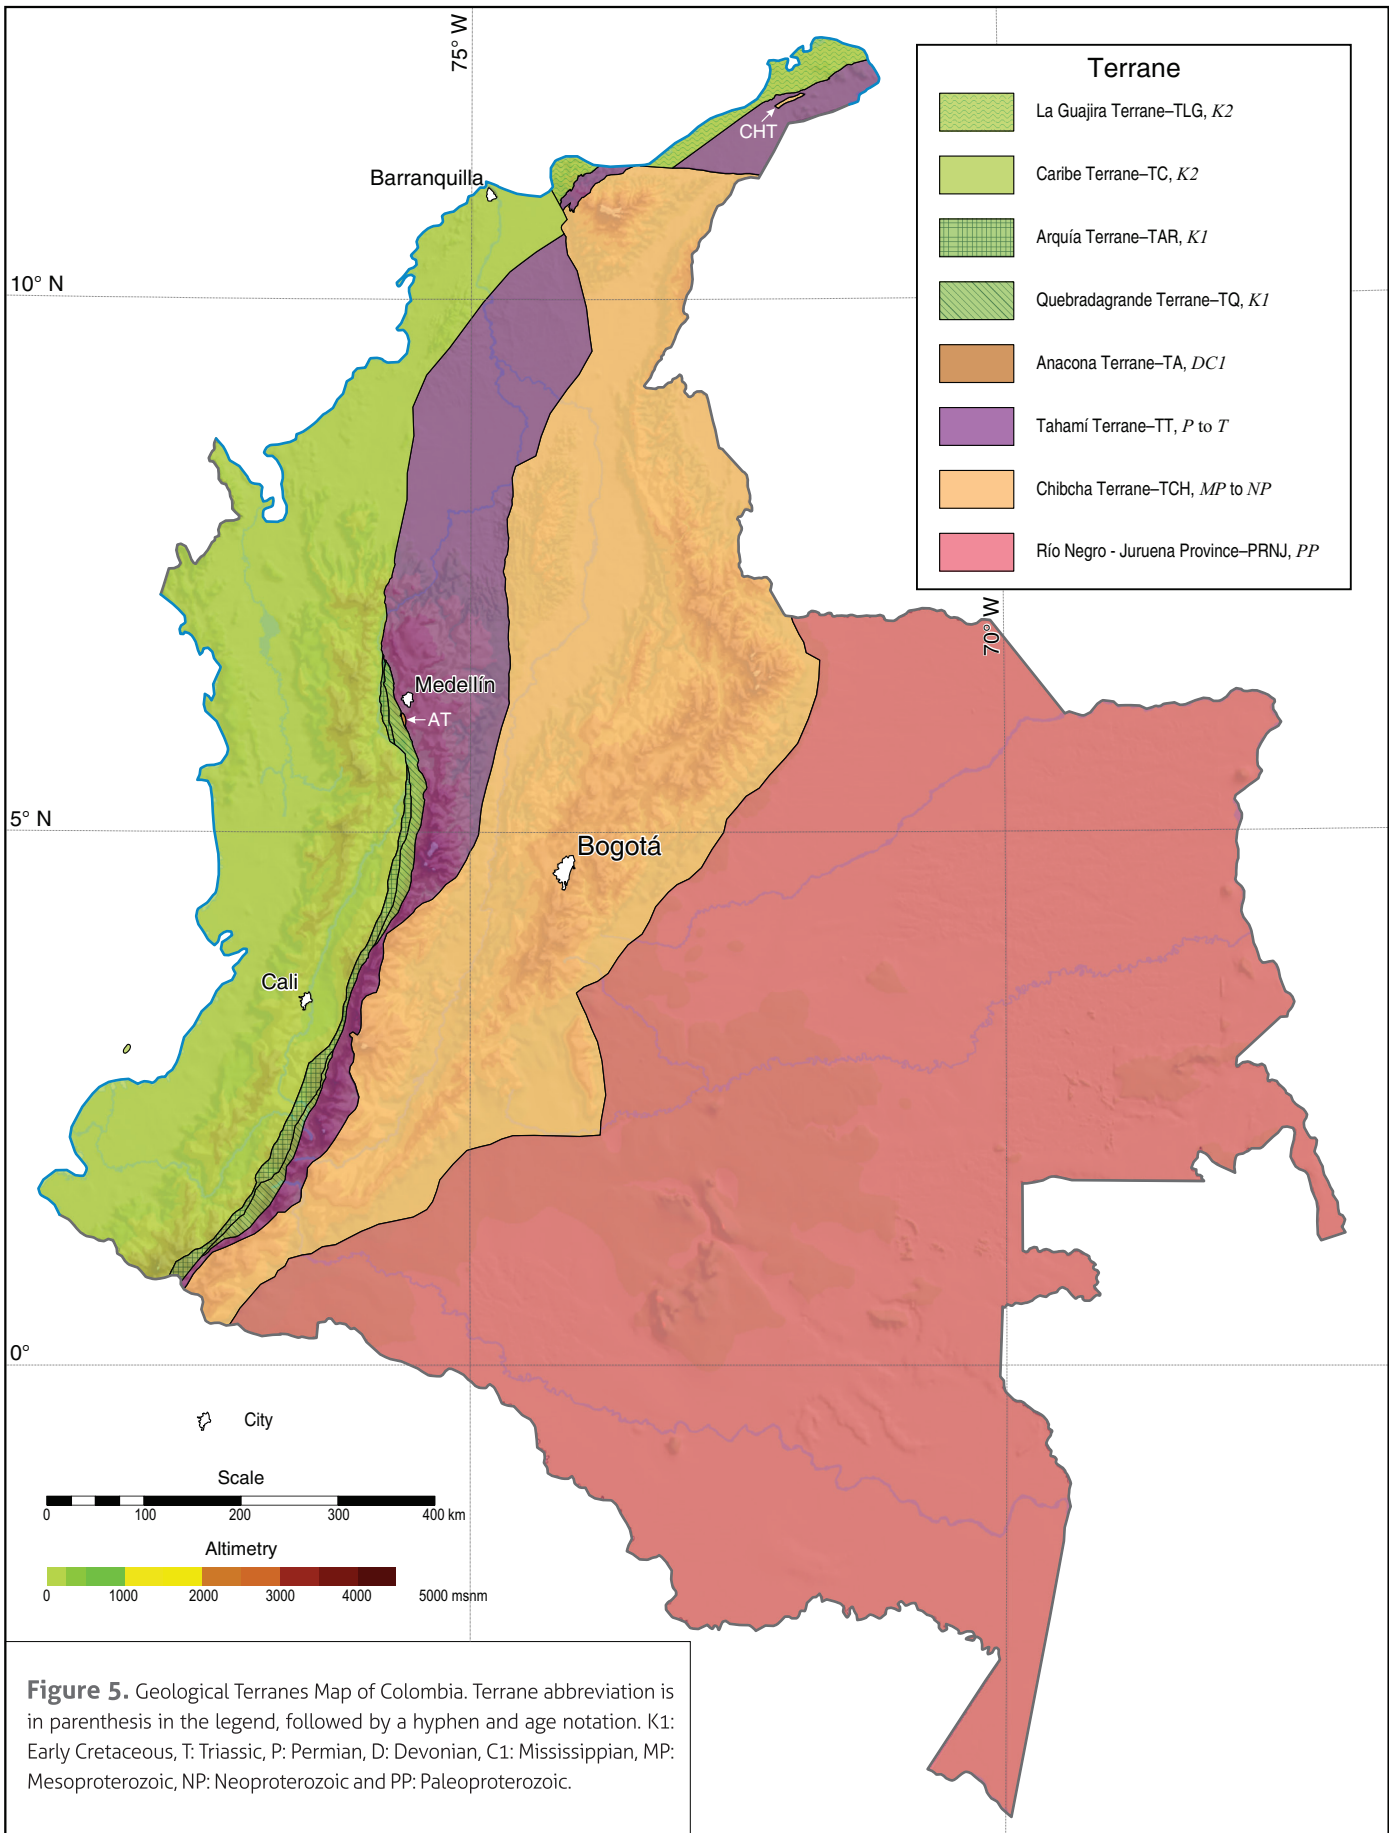 75° W
Terrane
La Guajira Terrane–TLG, K2
Caribe Terrane–TC, K2
Arquía Terrane–TAR, K1
Quebradagrande Terrane–TQ, K1
Anacona Terrane–TA, DC1
Tahamí Terrane–TT, P to T
Chibcha Terrane–TCH, MP to NP
Río Negro - Juruena Province–PRNJ, PP
CHT
Barranquilla
10° N
70° W
Medellín
AT
5° N
Bogotá
Cali
0°
City
Scale
0 100 200 300 400 km
Altimetry
0 1000 2000 3000 4000 5000 msnm
Figure 5. Geological Terranes Map of Colombia. Terrane abbreviation is
in parenthesis in the legend, followed by a hyphen and age notation. K1:
Early Cretaceous, T: Triassic, P: Permian, D: Devonian, C1: Mississippian, MP:
Mesoproterozoic, NP: Neoproterozoic and PP: Paleoproterozoic.